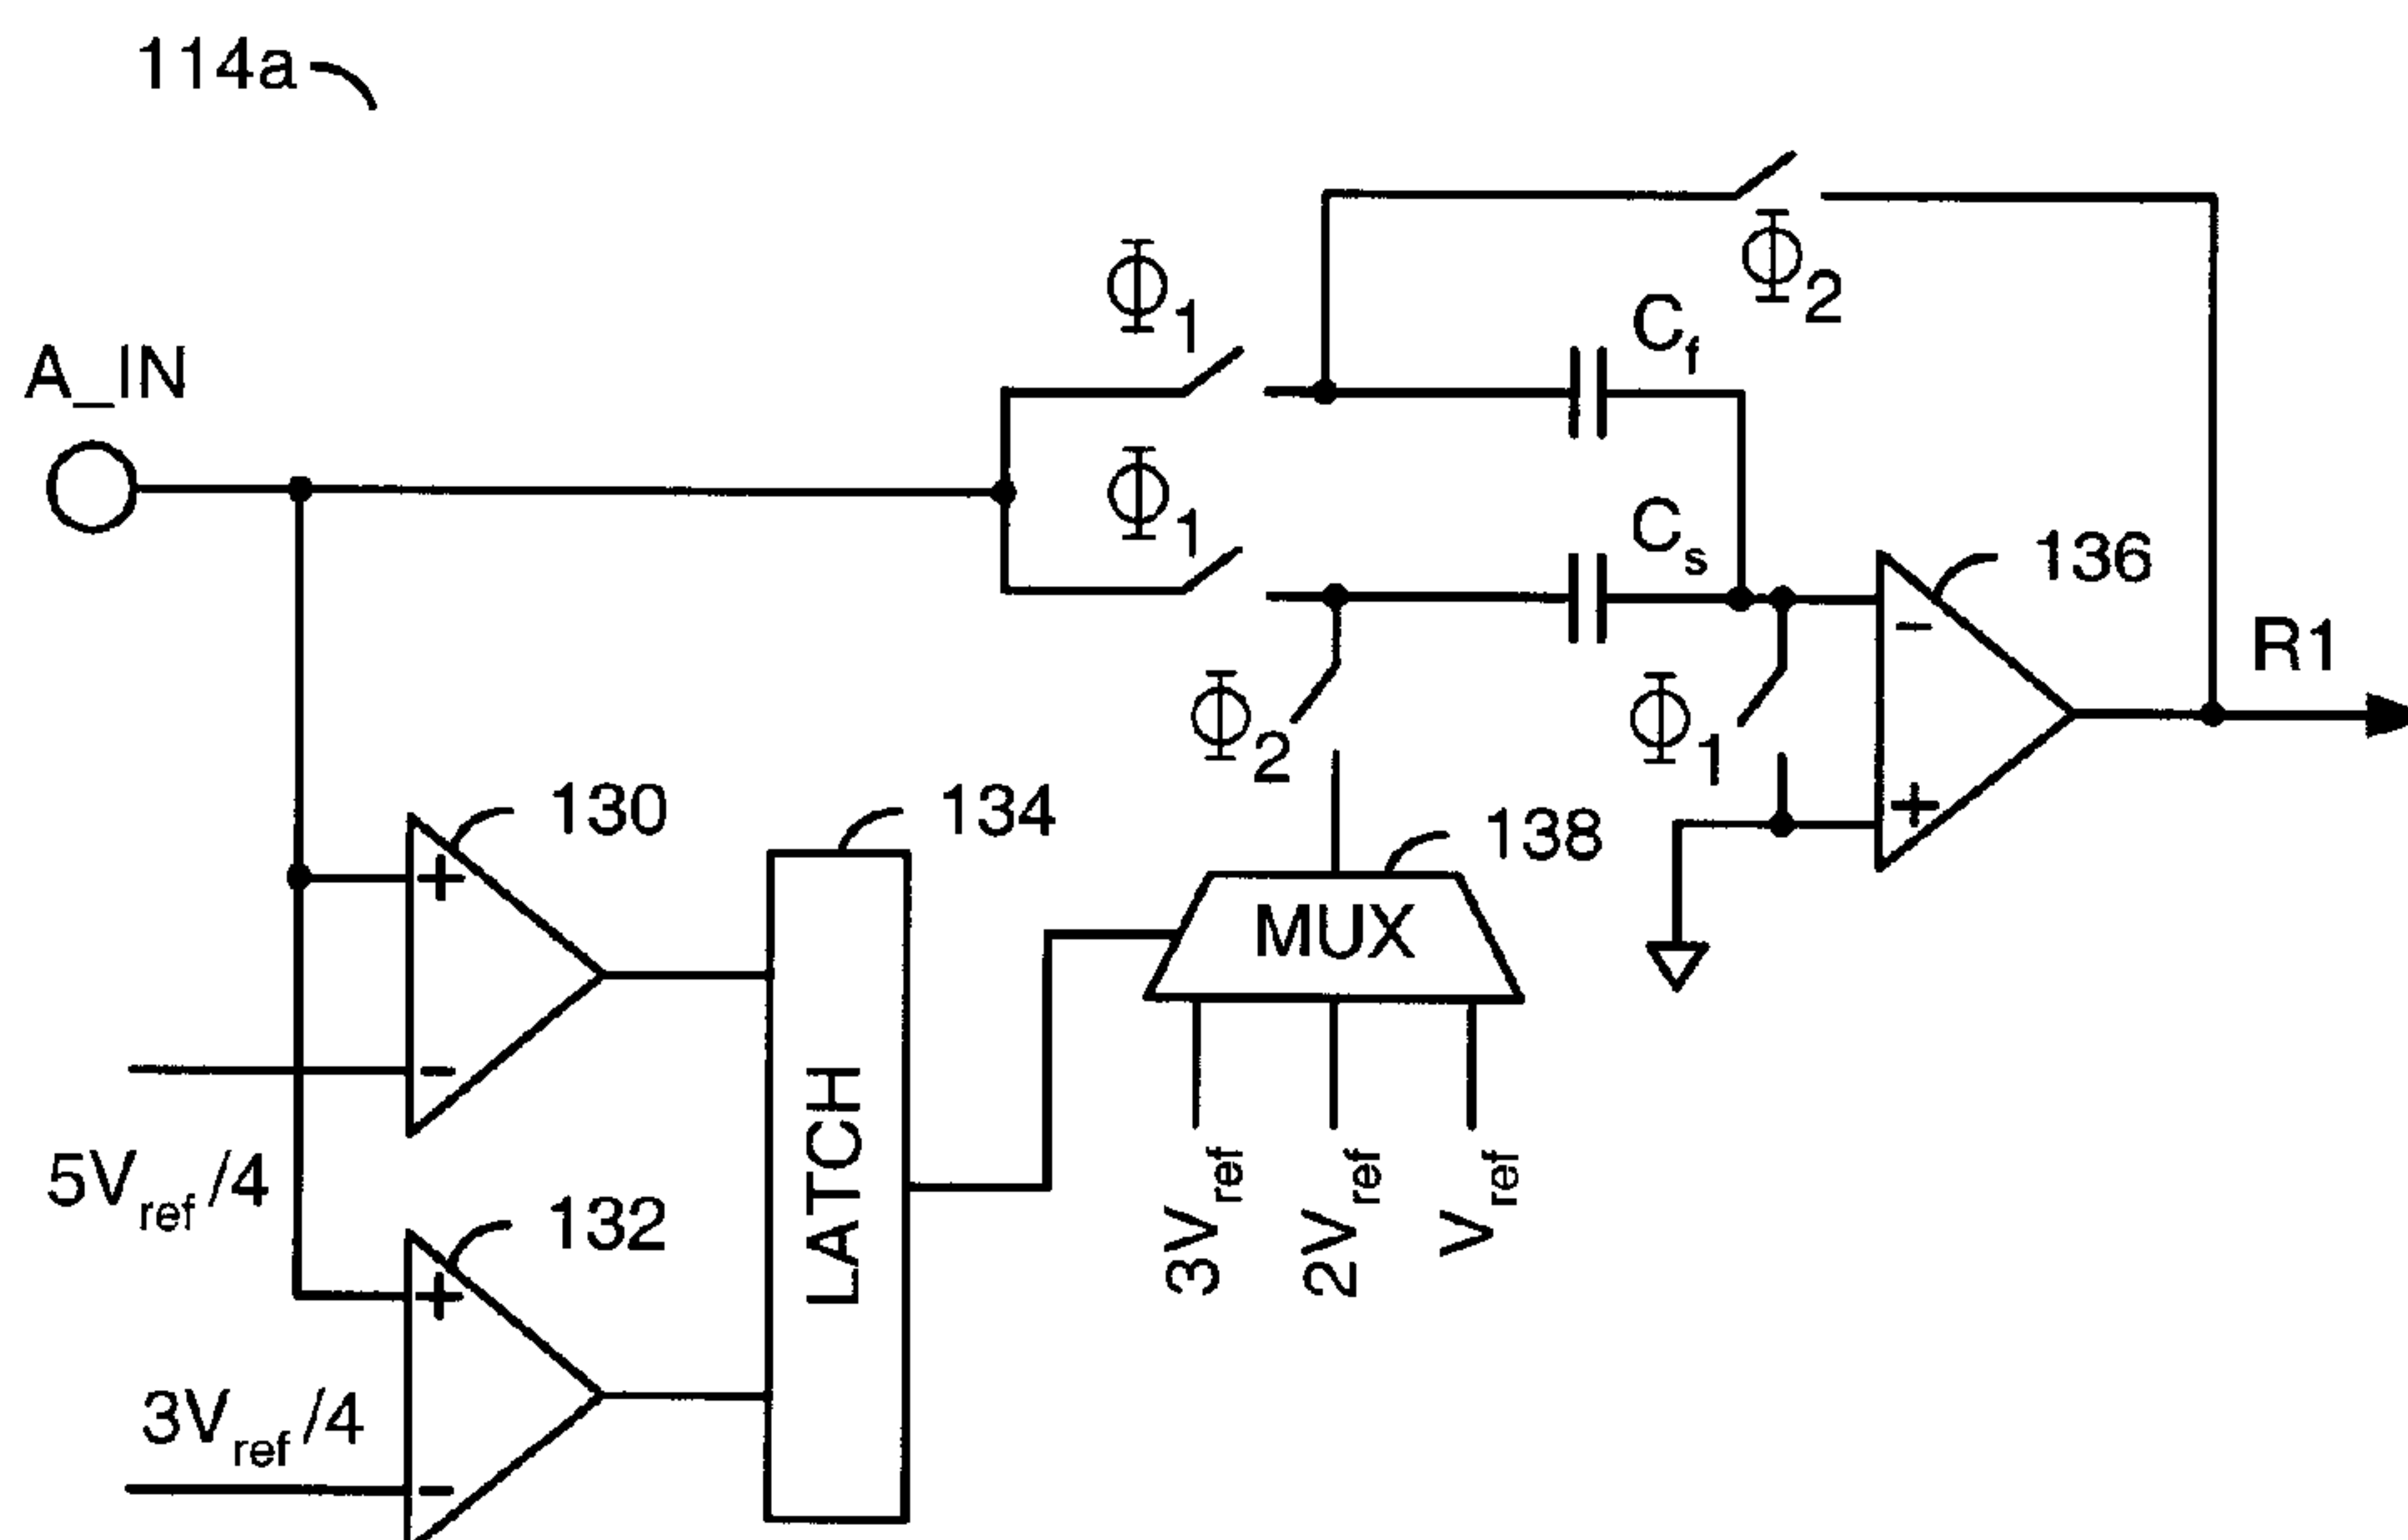 114a
Φ2
Φ1
Cf
A_IN
Φ1
Cs
136
R1
Φ2
Φ1
130
134
138
+
-
+
MUX
-
5Vref/4
LATCH
3Vref
2Vref
Vref
132
+
3Vref/4
-